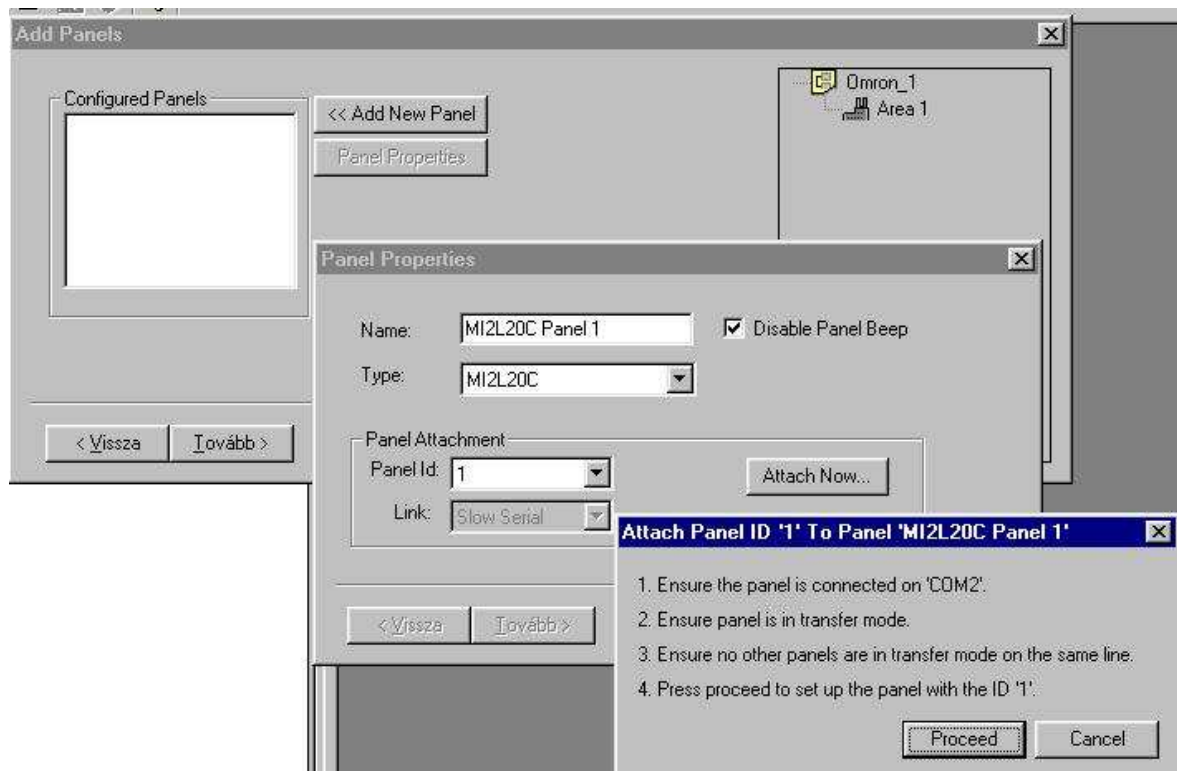 Add Panels
Omron_1
Area 1
Configured Panels
<< Add New Panel
Panel Properties
Panel Properties
Name:
MI2L20C Panel 1
Disable Panel Beep
Type:
MI2L20C
< Vissza
Tovább >
Panel Attachment
Panel Id:
1
Attach Now...
Link:
Slow Serial
Attach Panel ID '1' To Panel 'MI2L20C Panel 1'
1. Ensure the panel is connected on 'COM2'.
2. Ensure panel is in transfer mode.
3. Ensure no other panels are in transfer mode on the same line.
4. Press proceed to set up the panel with the ID '1'.
< Vissza
Tovább >
Proceed
Cancel